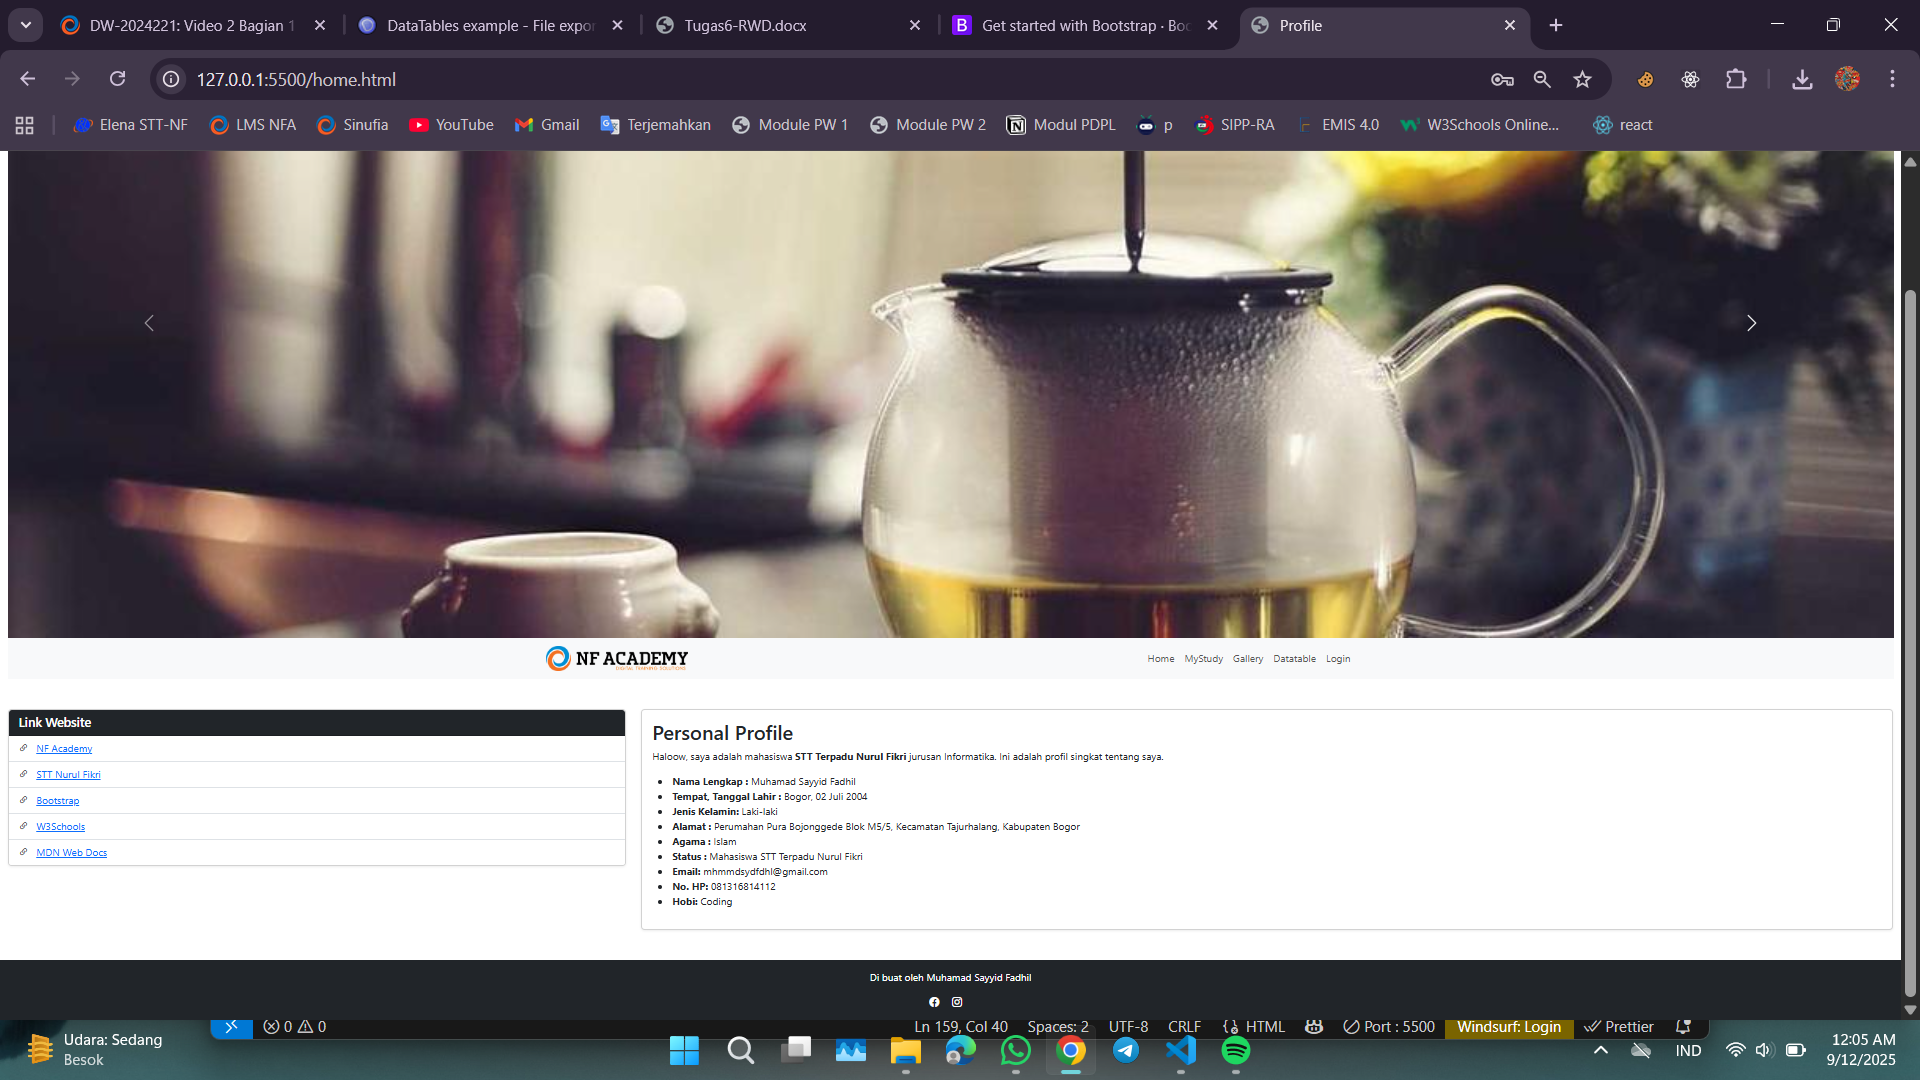 DW-2024221: Video 2 Bagian 1
DataTables example - File expor
Tugas6-RWD.docx
Get started with Bootstrap · Boo
Profile
127.0.0.1:5500/home.html
Elena STT-NF
LMS NFA
Sinufia
YouTube
Gmail
Terjemahkan
Module PW 1
Module PW 2
Modul PDPL
p
SIPP-RA
EMIS 4.0
W3Schools Online...
react
NF ACADEMY
Home MyStudy Gallery Datatable Login
Link Website
NF Academy
STT Nurul Fikri
Bootstrap
W3Schools
MDN Web Docs
Personal Profile
Haloow, saya adalah mahasiswa STT Terpadu Nurul Fikri jurusan Informatika. Ini adalah profil singkat tentang saya.
Nama Lengkap : Muhamad Sayyid Fadhil
Tempat, Tanggal Lahir : Bogor, 02 Juli 2004
Jenis Kelamin: Laki-laki
Alamat : Perumahan Pura Bojonggede Blok M5/5, Kecamatan Tajurhalang, Kabupaten Bogor
Agama : Islam
Status : Mahasiswa STT Terpadu Nurul Fikri
Email: mhmmdsydfdhl@gmail.com
No. HP: 081316814112
Hobi: Coding
Di buat oleh Muhamad Sayyid Fadhil
0 0
Ln 159, Col 40 Spaces: 2 UTF-8 CRLF HTML Port : 5500 Windsurf: Login Prettier
Udara: Sedang
Besok
IND
12:05 AM
9/12/2025